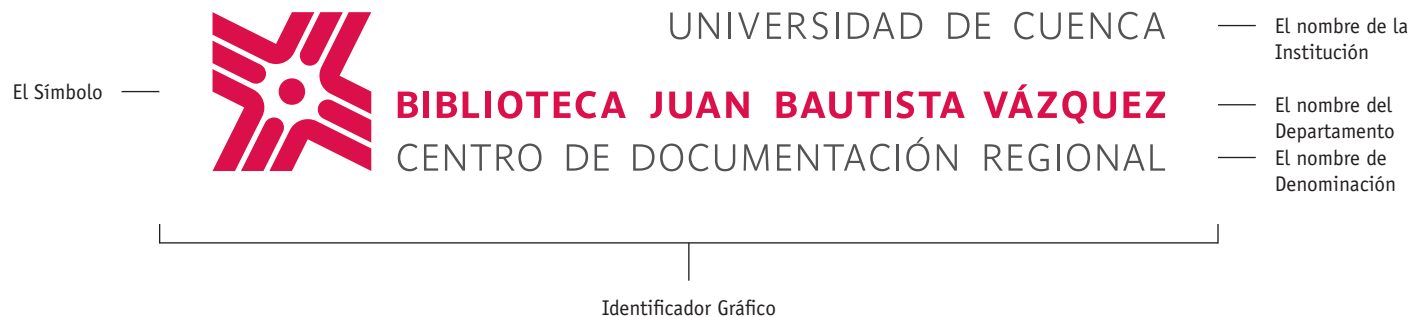 UNIVERSIDAD DE CUENCA
El nombre de la
Institución
El Símbolo
BIBLIOTECA JUAN BAUTISTA VÁZQUEZ
El nombre del
Departamento
CENTRO DE DOCUMENTACIÓN REGIONAL
El nombre de
Denominación
Identificador Gráfico